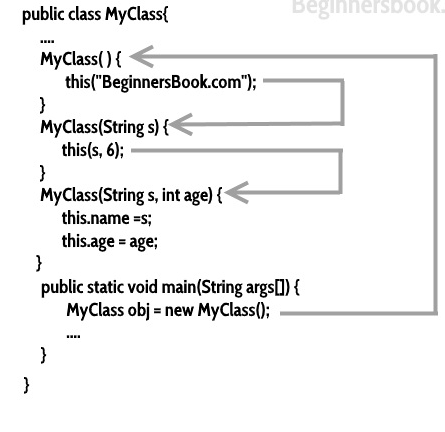 Beginnersbook.
public class MyClass{
....
MyClass( ) {
this("BeginnersBook.com");
}
MyClass(String s) {
this(s, 6);
}
MyClass(String s, int age) {
this.name =s;
this.age = age;
}
public static void main(String args[]) {
MyClass obj = new MyClass();
....
}
}